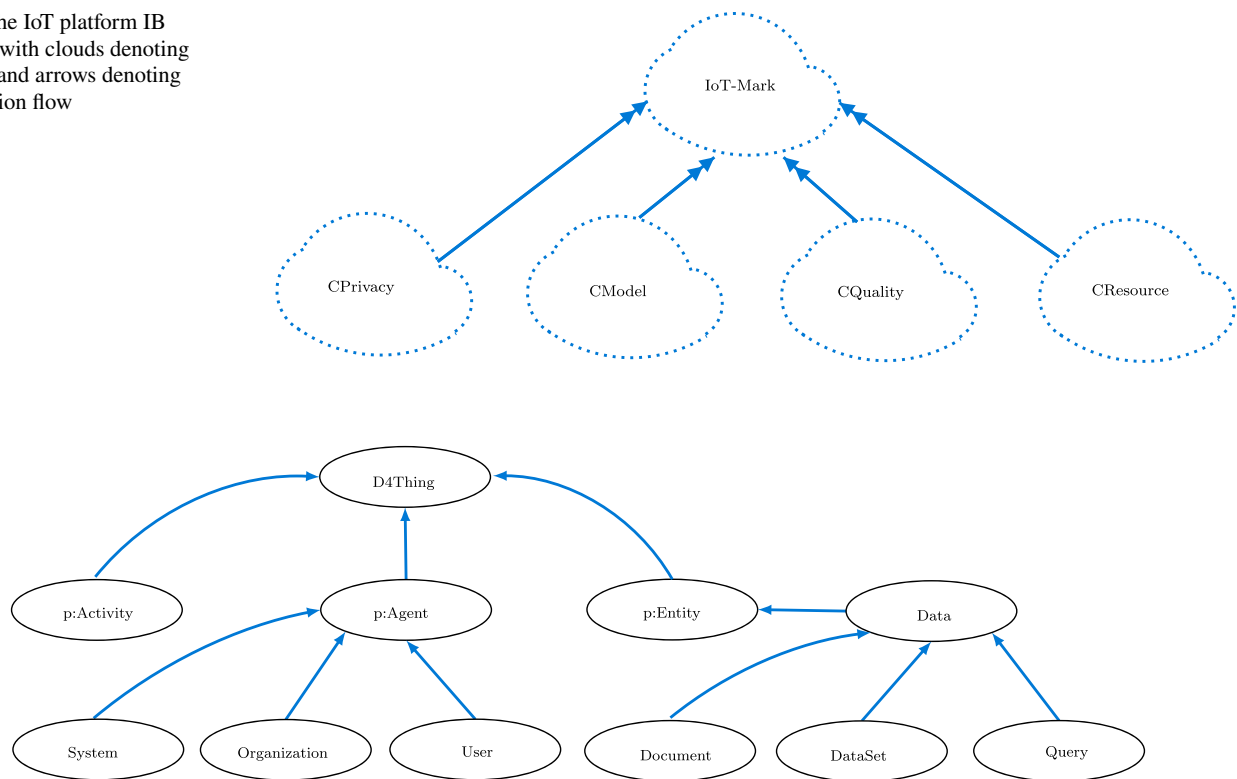 he IoT platform IB
with clouds denoting
and arrows denoting
ion flow
IoT-Mark
CPrivacy
CModel
CQuality
CResource
D4Thing
p:Activity
p:Agent
p:Entity
Data
System
Organization
User
Document
DataSet
Query